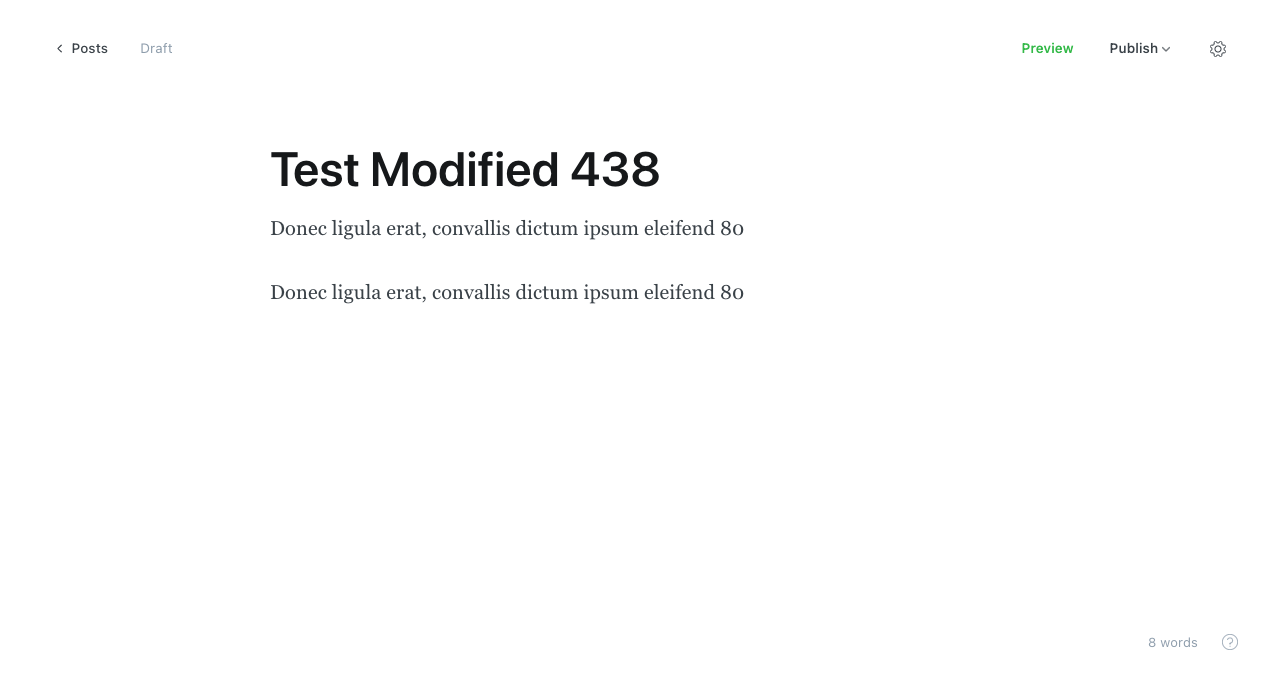 Posts
Draft
Preview
Publish
Test Modified 438
Donec ligula erat, convallis dictum ipsum eleifend 80
Donec ligula erat, convallis dictum ipsum eleifend 80
8 words
?